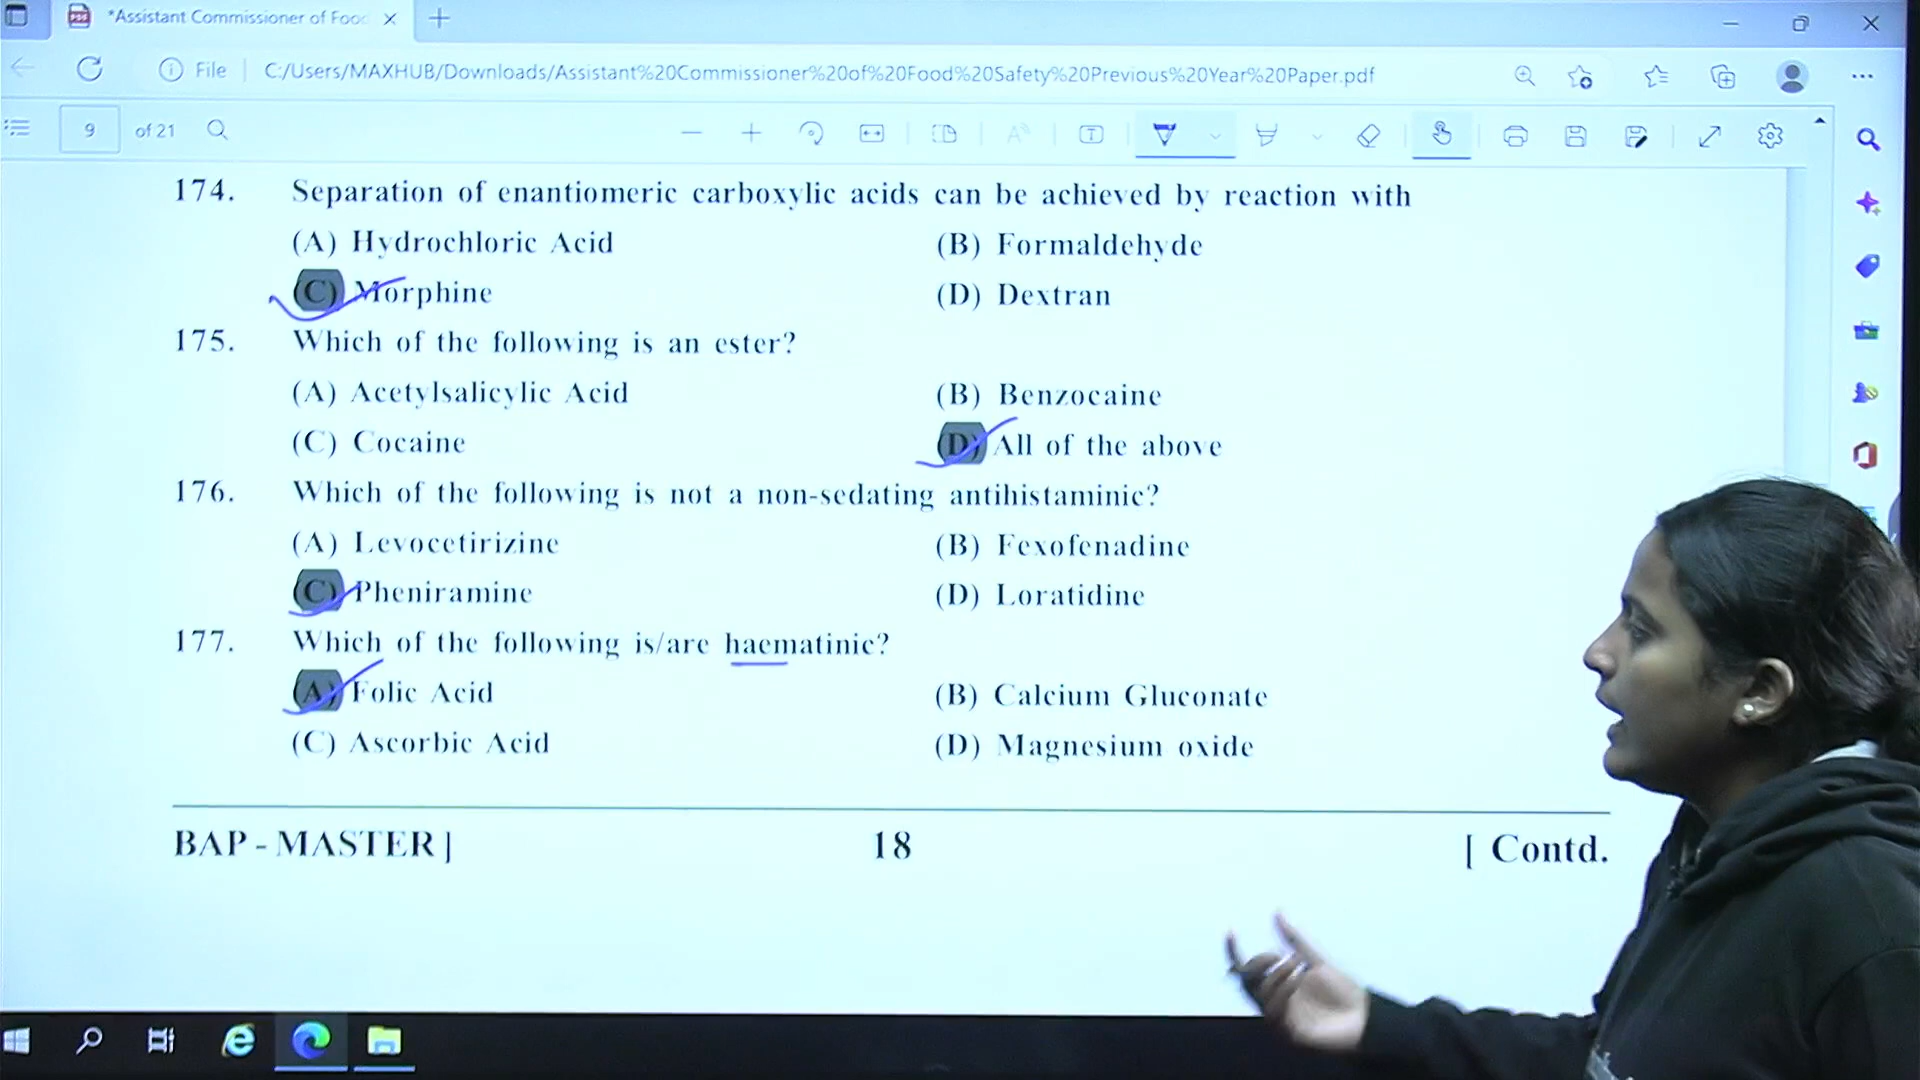 *Assistant Commissioner of Foo
File
C:/Users/MAXHUB/Downloads/Assistant%20Commissioner%20of%20Food%20Safety%20Previous%20Year%20Paper.pdf
9 of 21
174. Separation of enantiomeric carboxylic acids can be achieved by reaction with
(A) Hydrochloric Acid (B) Formaldehyde
(C) Morphine (D) Dextran
175. Which of the following is an ester?
(A) Acetylsalicylic Acid (B) Benzocaine
(C) Cocaine (D) All of the above
176. Which of the following is not a non-sedating antihistaminic?
(A) Levocetirizine (B) Fexofenadine
(C) Pheniramine (D) Loratidine
177. Which of the following is/are haematinic?
(A) Folic Acid (B) Calcium Gluconate
(C) Ascorbic Acid (D) Magnesium oxide
BAP - MASTER ] 18 [ Contd.